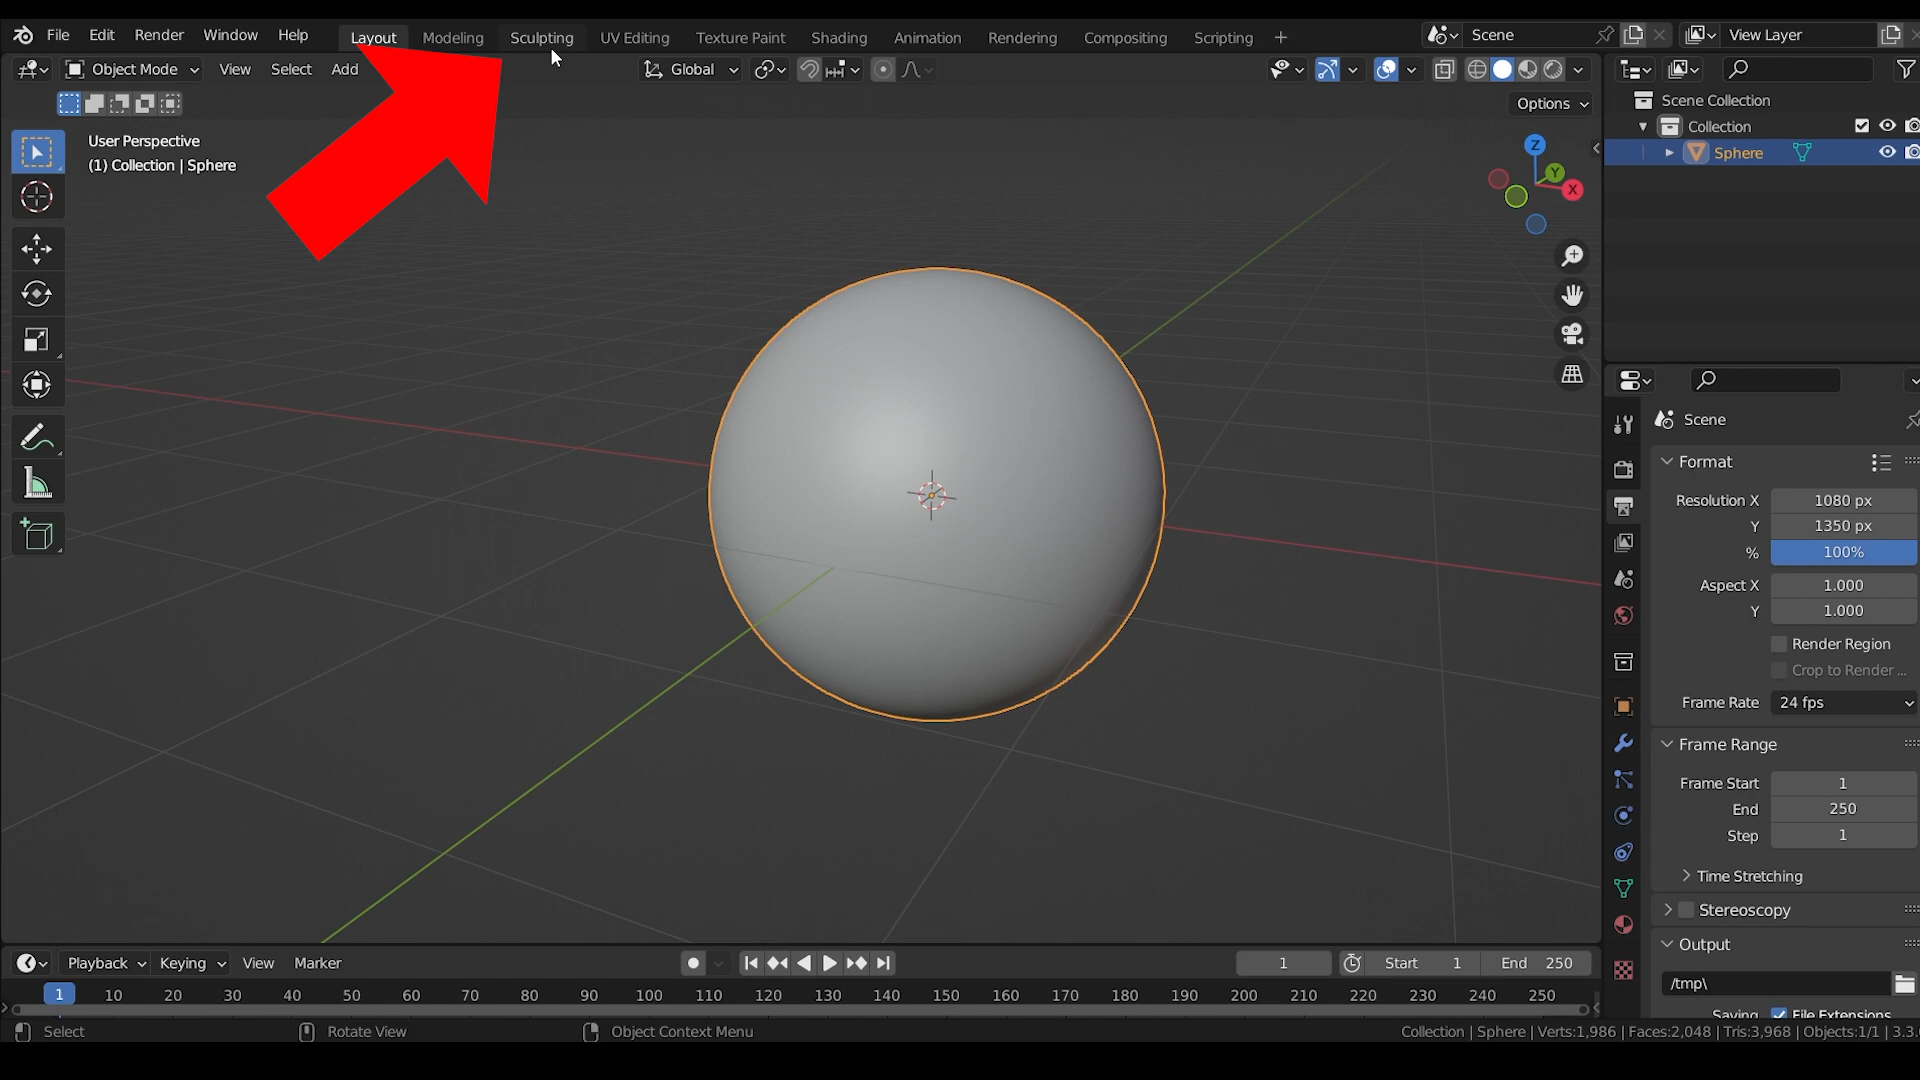 File Edit Render Window Help Layout Modeling Sculpting UV Editing Texture Paint Shading Animation Rendering Compositing Scripting + Scene View Layer
Object Mode View Select Add Global
Options
User Perspective
(1) Collection | Sphere
Z
Y
X
Scene Collection
Collection
Sphere
Scene
Format
Resolution X 1080 px
Y 1350 px
% 100%
Aspect X 1.000
Y 1.000
Render Region
Crop to Render ...
Frame Rate 24 fps
Frame Range
Frame Start 1
End 250
Step 1
Time Stretching
Stereoscopy
Output
/tmp\
Saving File Extensions
Playback Keying View Marker 1 Start 1 End 250
1 10 20 30 40 50 60 70 80 90 100 110 120 130 140 150 160 170 180 190 200 210 220 230 240 250
Select Rotate View Object Context Menu Collection | Sphere | Verts:1,986 | Faces:2,048 | Tris:3,968 | Objects:1/1 | 3.3.